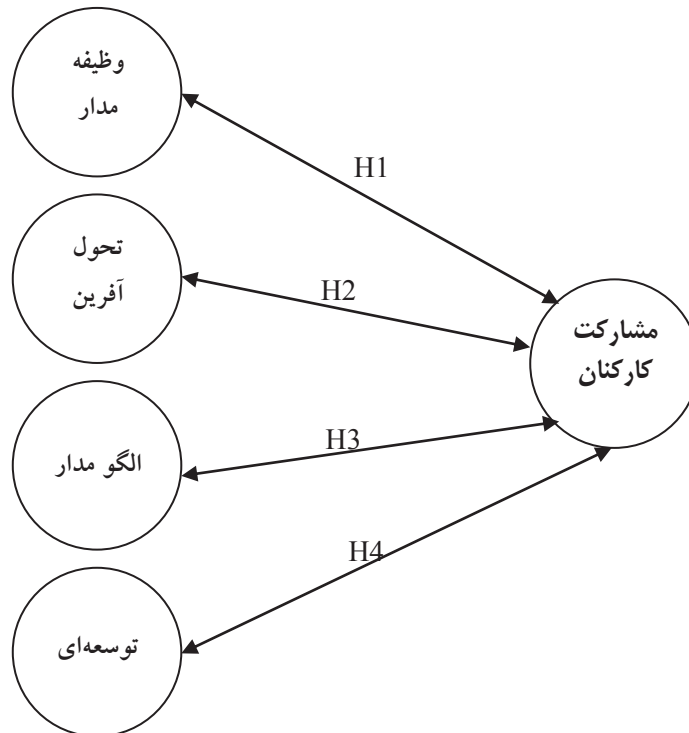 وظیفه
مدار
H1
تحول
آفرین
H2
مشارکت
کارکنان
الگو مدار
H3
H4
توسعه‌ای